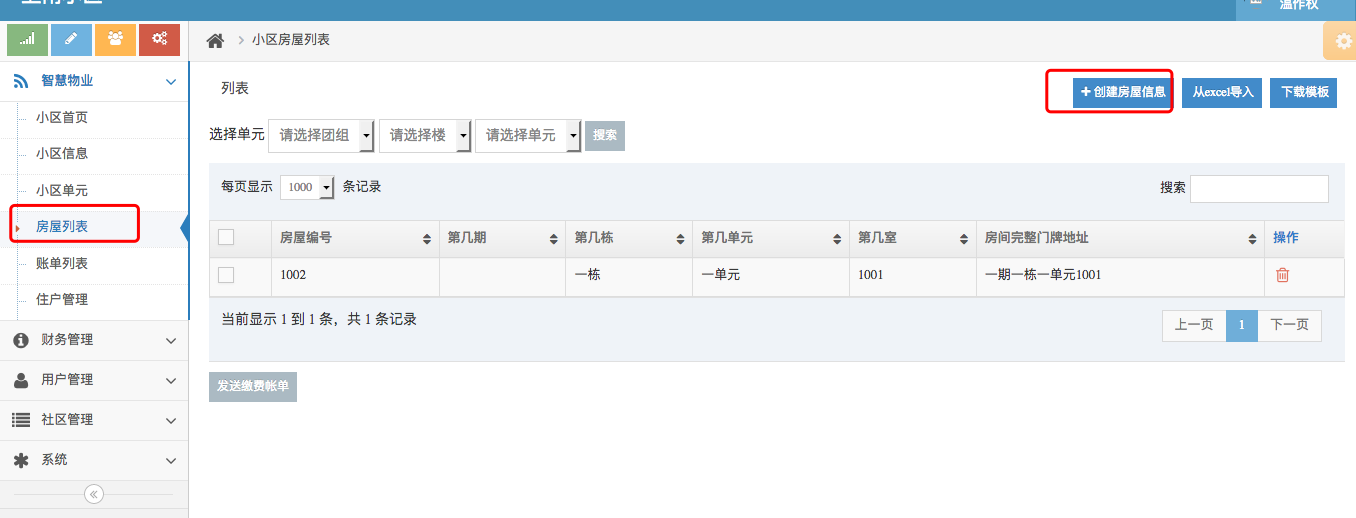 温作权
小区房屋列表
智慧物业
小区首页
小区信息
小区单元
房屋列表
账单列表
住户管理
财务管理
用户管理
社区管理
系统
列表
创建房屋信息 从excel导入 下载模板
选择单元 请选择团组 请选择楼 请选择单元 搜索
每页显示 1000 条记录 搜索
房屋编号 第几期 第几栋 第几单元 第几室 房间完整门牌地址 操作
1002 一栋 一单元 1001 一期一栋一单元1001
当前显示 1 到 1 条，共 1 条记录 上一页 1 下一页
发送缴费帐单